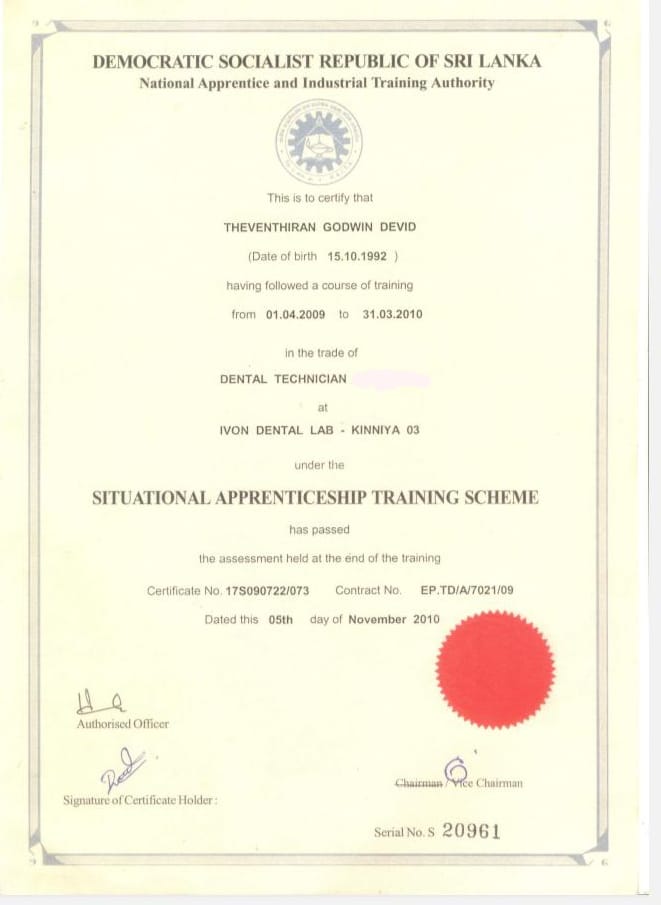 DEMOCRATIC SOCIALIST REPUBLIC OF SRI LANKA
National Apprentice and Industrial Training Authority
This is to certify that
THEVENTHIRAN GODWIN DEVID
(Date of birth 15.10.1992 )
having followed a course of training
from 01.04.2009 to 31.03.2010
in the trade of
DENTAL TECHNICIAN
at
IVON DENTAL LAB - KINNIYA 03
under the
SITUATIONAL APPRENTICESHIP TRAINING SCHEME
has passed
the assessment held at the end of the training
Certificate No. 17S090722/073 Contract No. EP.TD/A/7021/09
Dated this 05th day of November 2010
Authorised Officer
Chairman / Vice Chairman
Signature of Certificate Holder :
Serial No. S 20961